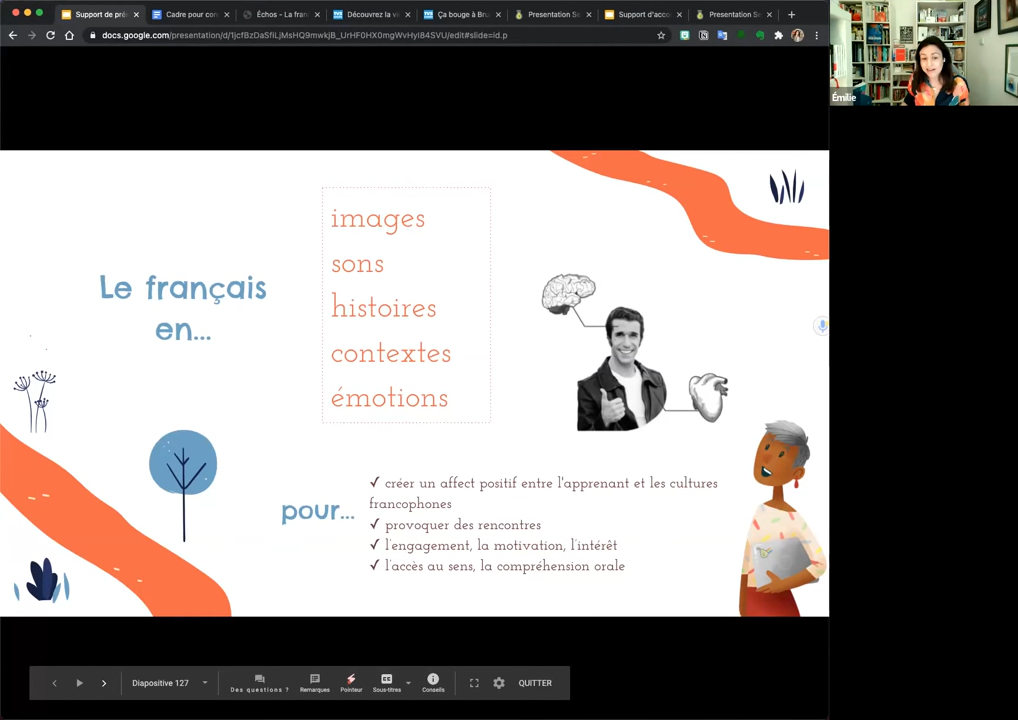 Support de pré
Cadre pour con
Échos - La fran
Découvrez la vi
Ça bouge à Bru
Presentation Se
Support d'acco
Presentation Se
docs.google.com/presentation/d/1jcfBzDaSfiLjMsHQ9mwkjB_UrHF0HX0mgWvHyI84SVU/edit#slide=id.p
Émilie
Le français
en...
images
sons
histoires
contextes
émotions
pour...
✓ créer un affect positif entre l'apprenant et les cultures
francophones
✓ provoquer des rencontres
✓ l'engagement, la motivation, l'intérêt
✓ l'accès au sens, la compréhension orale
Diapositive 127
Des questions ?
Remarques
Pointeur
Sous-titres
Conseils
QUITTER